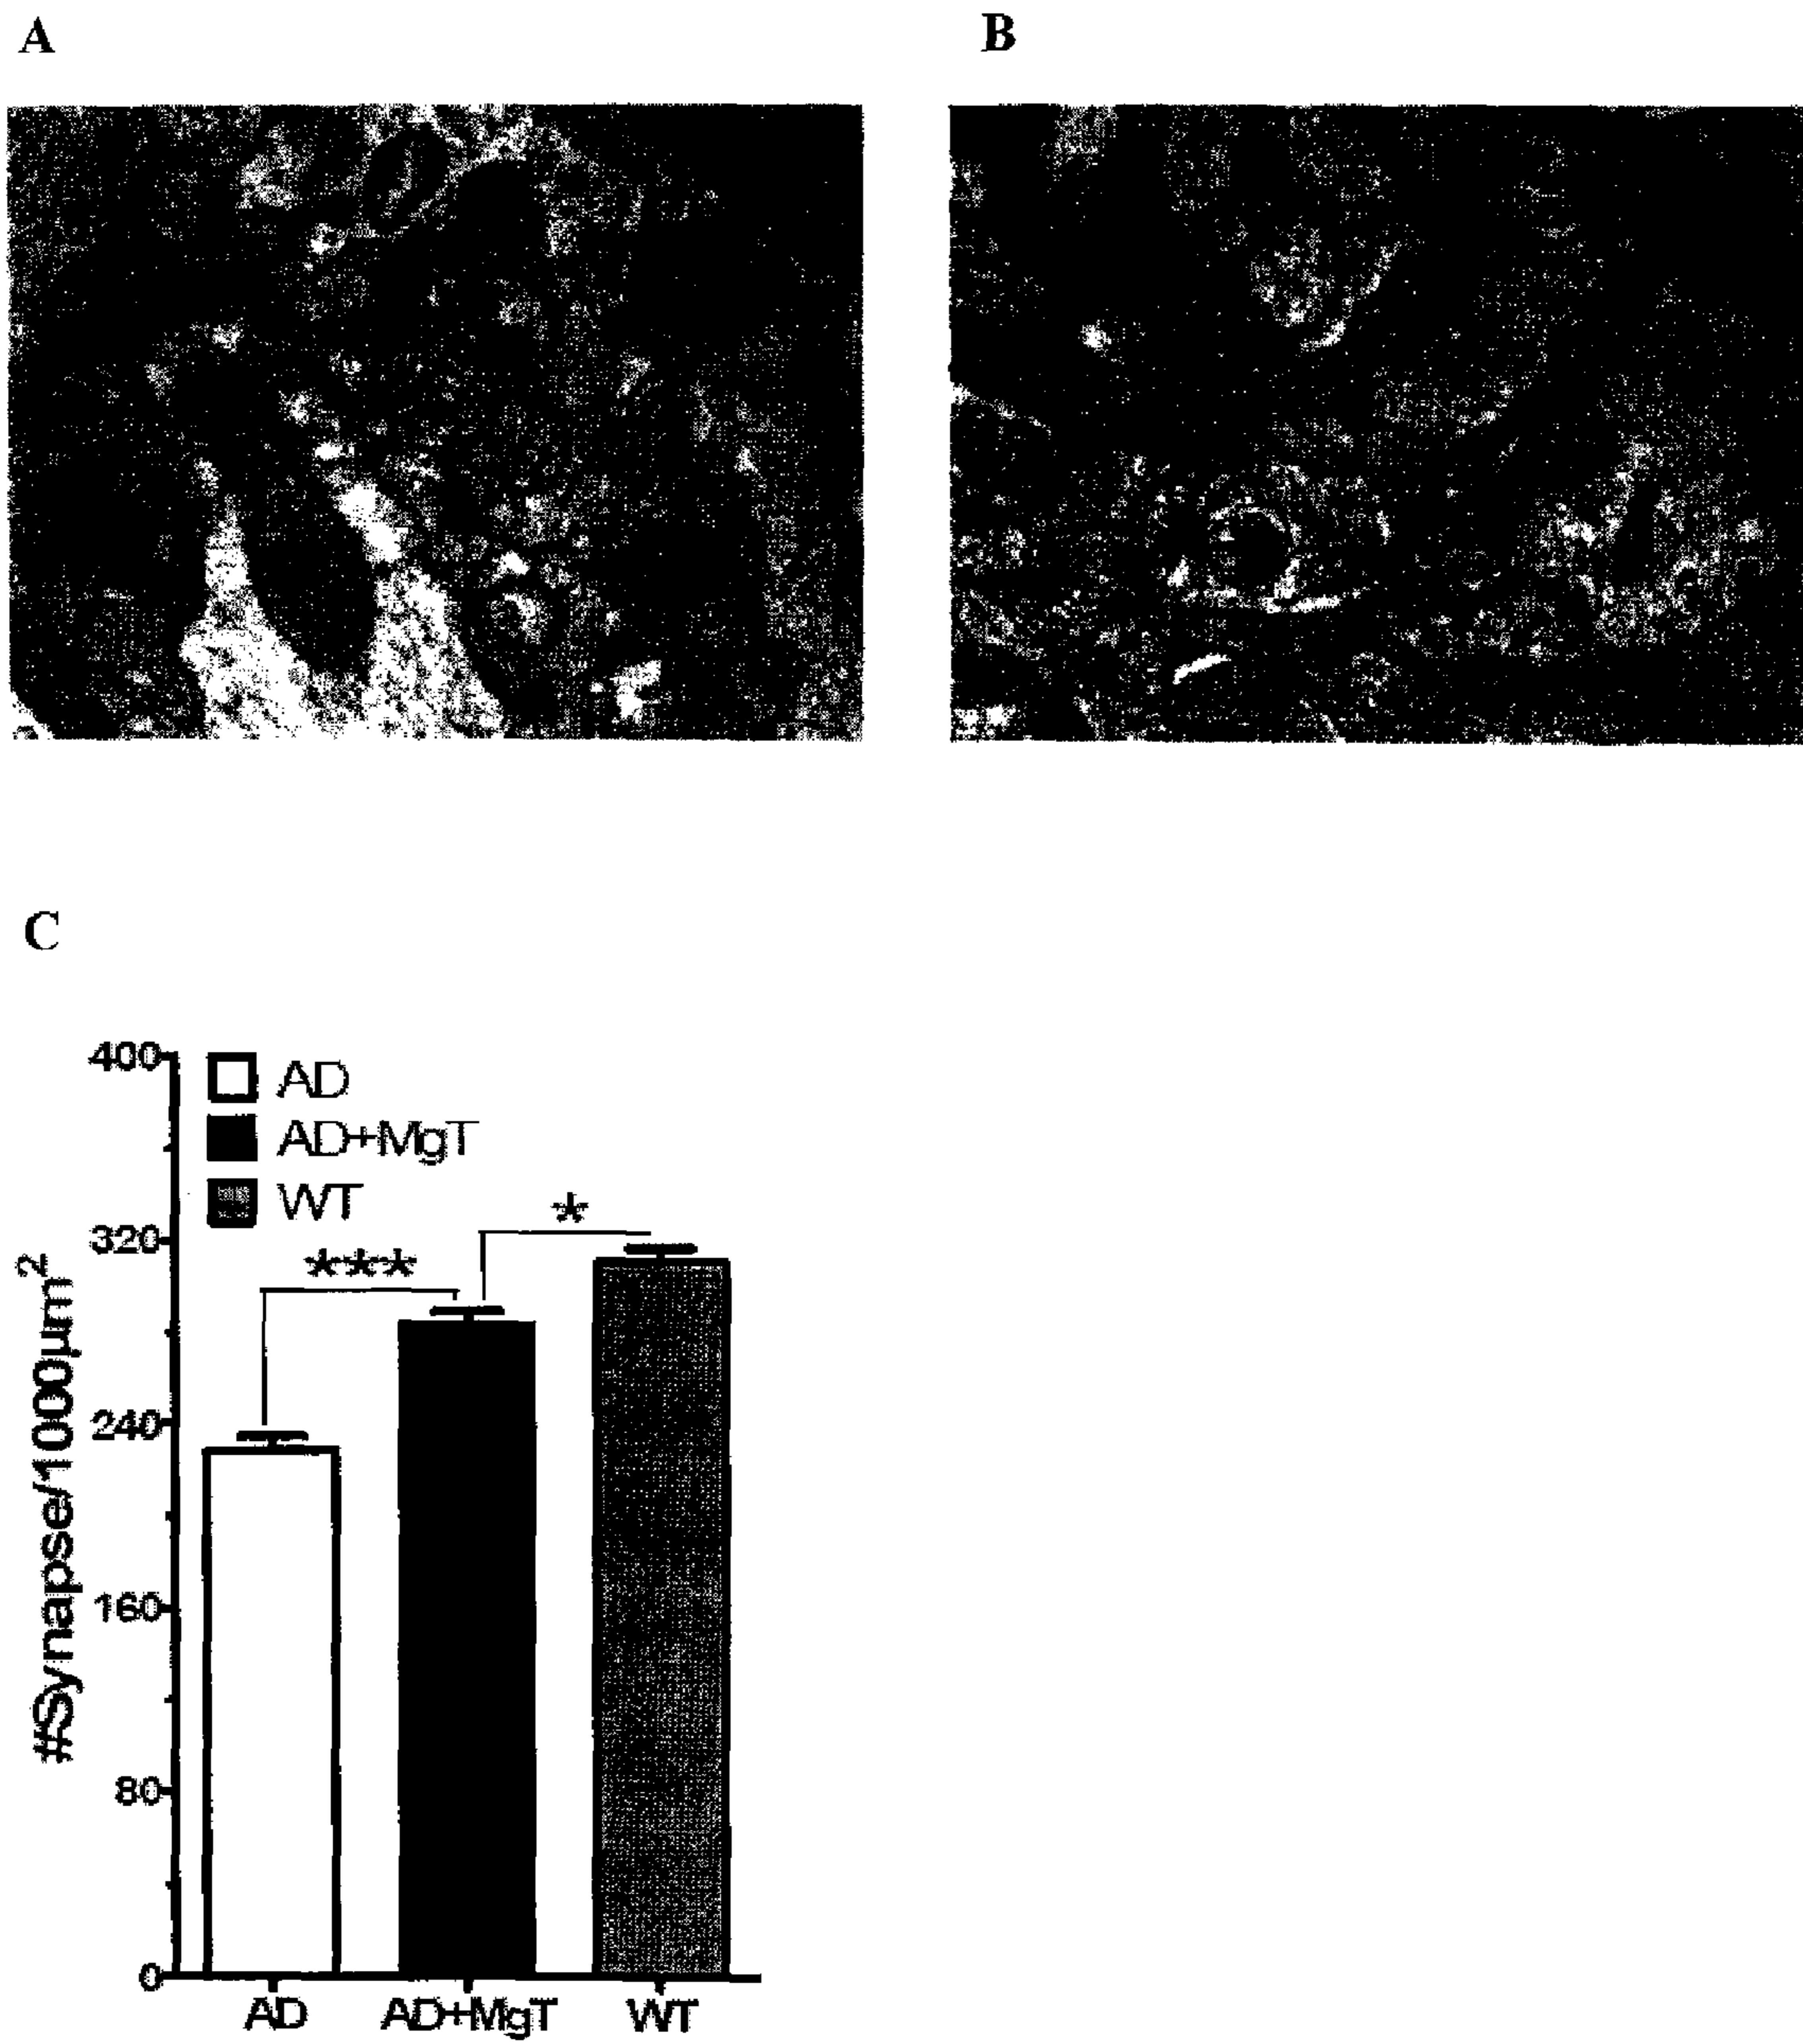 A
B
C
400
320
240
160
80
0
#Synapse/1000µm²
AD
AD+MgT
WT
***
*
AD
AD+MgT
WT